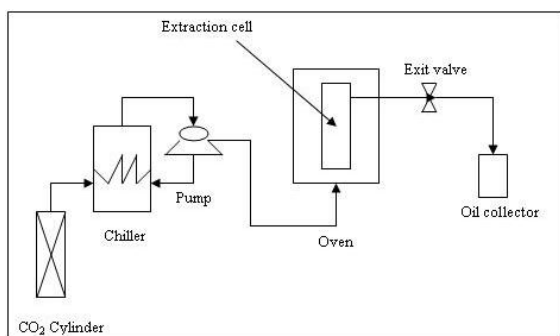 Extraction cell
Exit valve
Pump
Oil collector
Chiller
Oven
CO₂ Cylinder